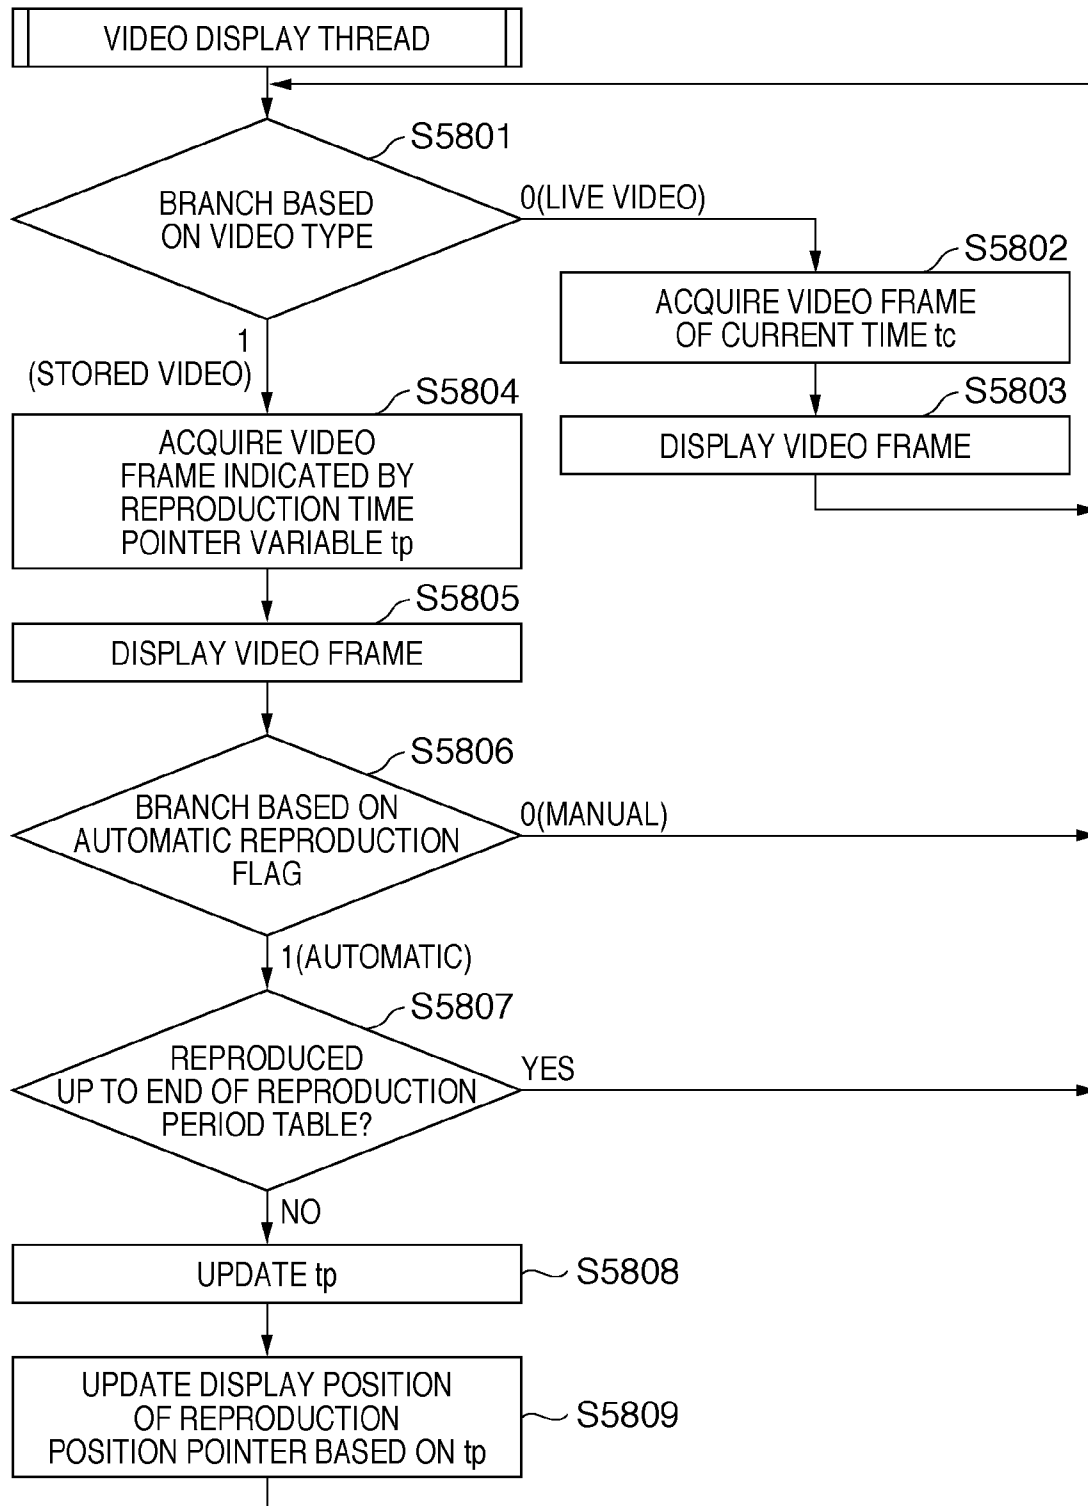 VIDEO DISPLAY THREAD
S5801
BRANCH BASED
ON VIDEO TYPE
0(LIVE VIDEO)
1
(STORED VIDEO)
S5802
ACQUIRE VIDEO FRAME
OF CURRENT TIME tc
S5803
DISPLAY VIDEO FRAME
S5804
ACQUIRE VIDEO
FRAME INDICATED BY
REPRODUCTION TIME
POINTER VARIABLE tp
S5805
DISPLAY VIDEO FRAME
S5806
BRANCH BASED ON
AUTOMATIC REPRODUCTION
FLAG
0(MANUAL)
1(AUTOMATIC)
S5807
REPRODUCED
UP TO END OF REPRODUCTION
PERIOD TABLE?
YES
NO
UPDATE tp
S5808
UPDATE DISPLAY POSITION
OF REPRODUCTION
POSITION POINTER BASED ON tp
S5809